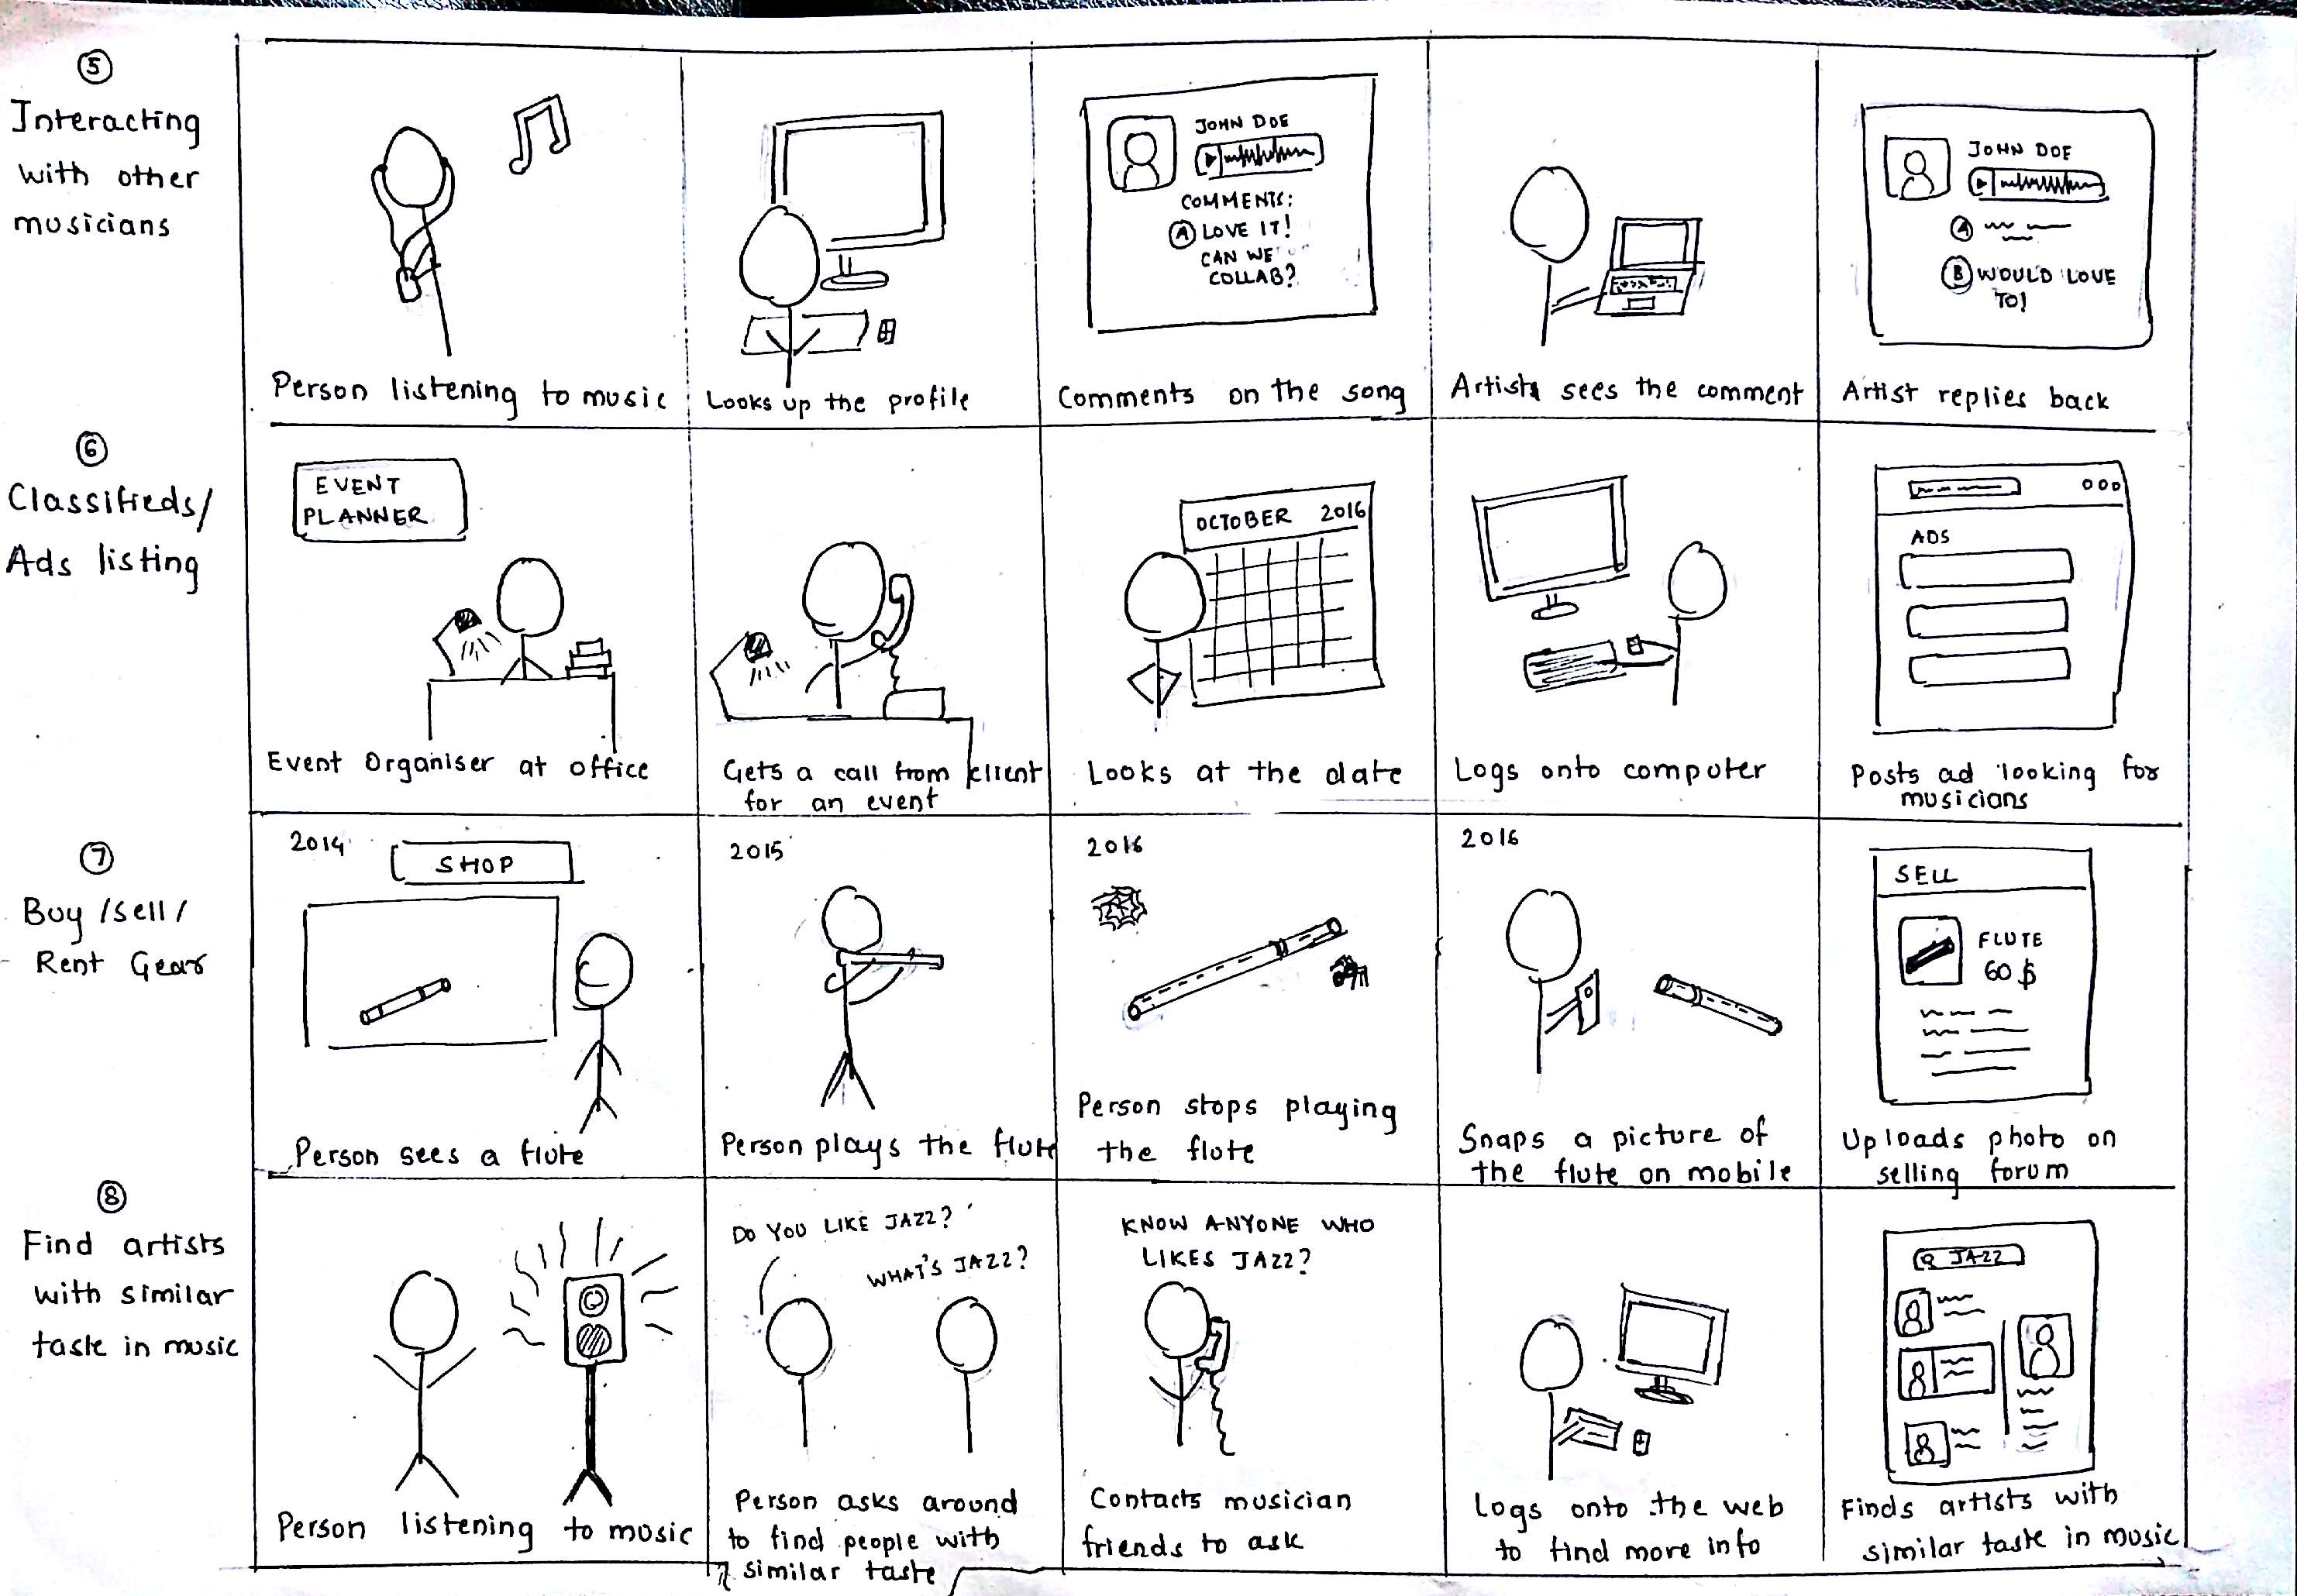 5
Interacting
with other
musicians
JOHN DOE
COMMENTS:
A LOVE IT!
CAN WE
COLLAB?
JOHN DOE
A
B WOULD LOVE
TO!
Person listening to music
Looks up the profile
Comments on the song
Artists sees the comment
Artist replies back
6
Classifieds/
Ads listing
EVENT
PLANNER
OCTOBER 2016
ADS
Event Organiser at office
Gets a call from client
for an event
Looks at the date
Logs onto computer
Posts ad looking for
musicians
7
Buy /sell/
Rent Gear
2014
SHOP
2015
2016
2016
SELL
FLUTE
60 $
Person sees a flute
Person plays the flute
Person stops playing
the flute
Snaps a picture of
the flute on mobile
Uploads photo on
selling forum
8
Find artists
with similar
taste in music
DO YOU LIKE JAZZ?
WHAT'S JAZZ?
KNOW ANYONE WHO
LIKES JAZZ?
JAZZ
Person listening to music
Person asks around
to find people with
similar taste
Contacts musician
friends to ask
Logs onto the web
to find more info
Finds artists with
similar taste in music